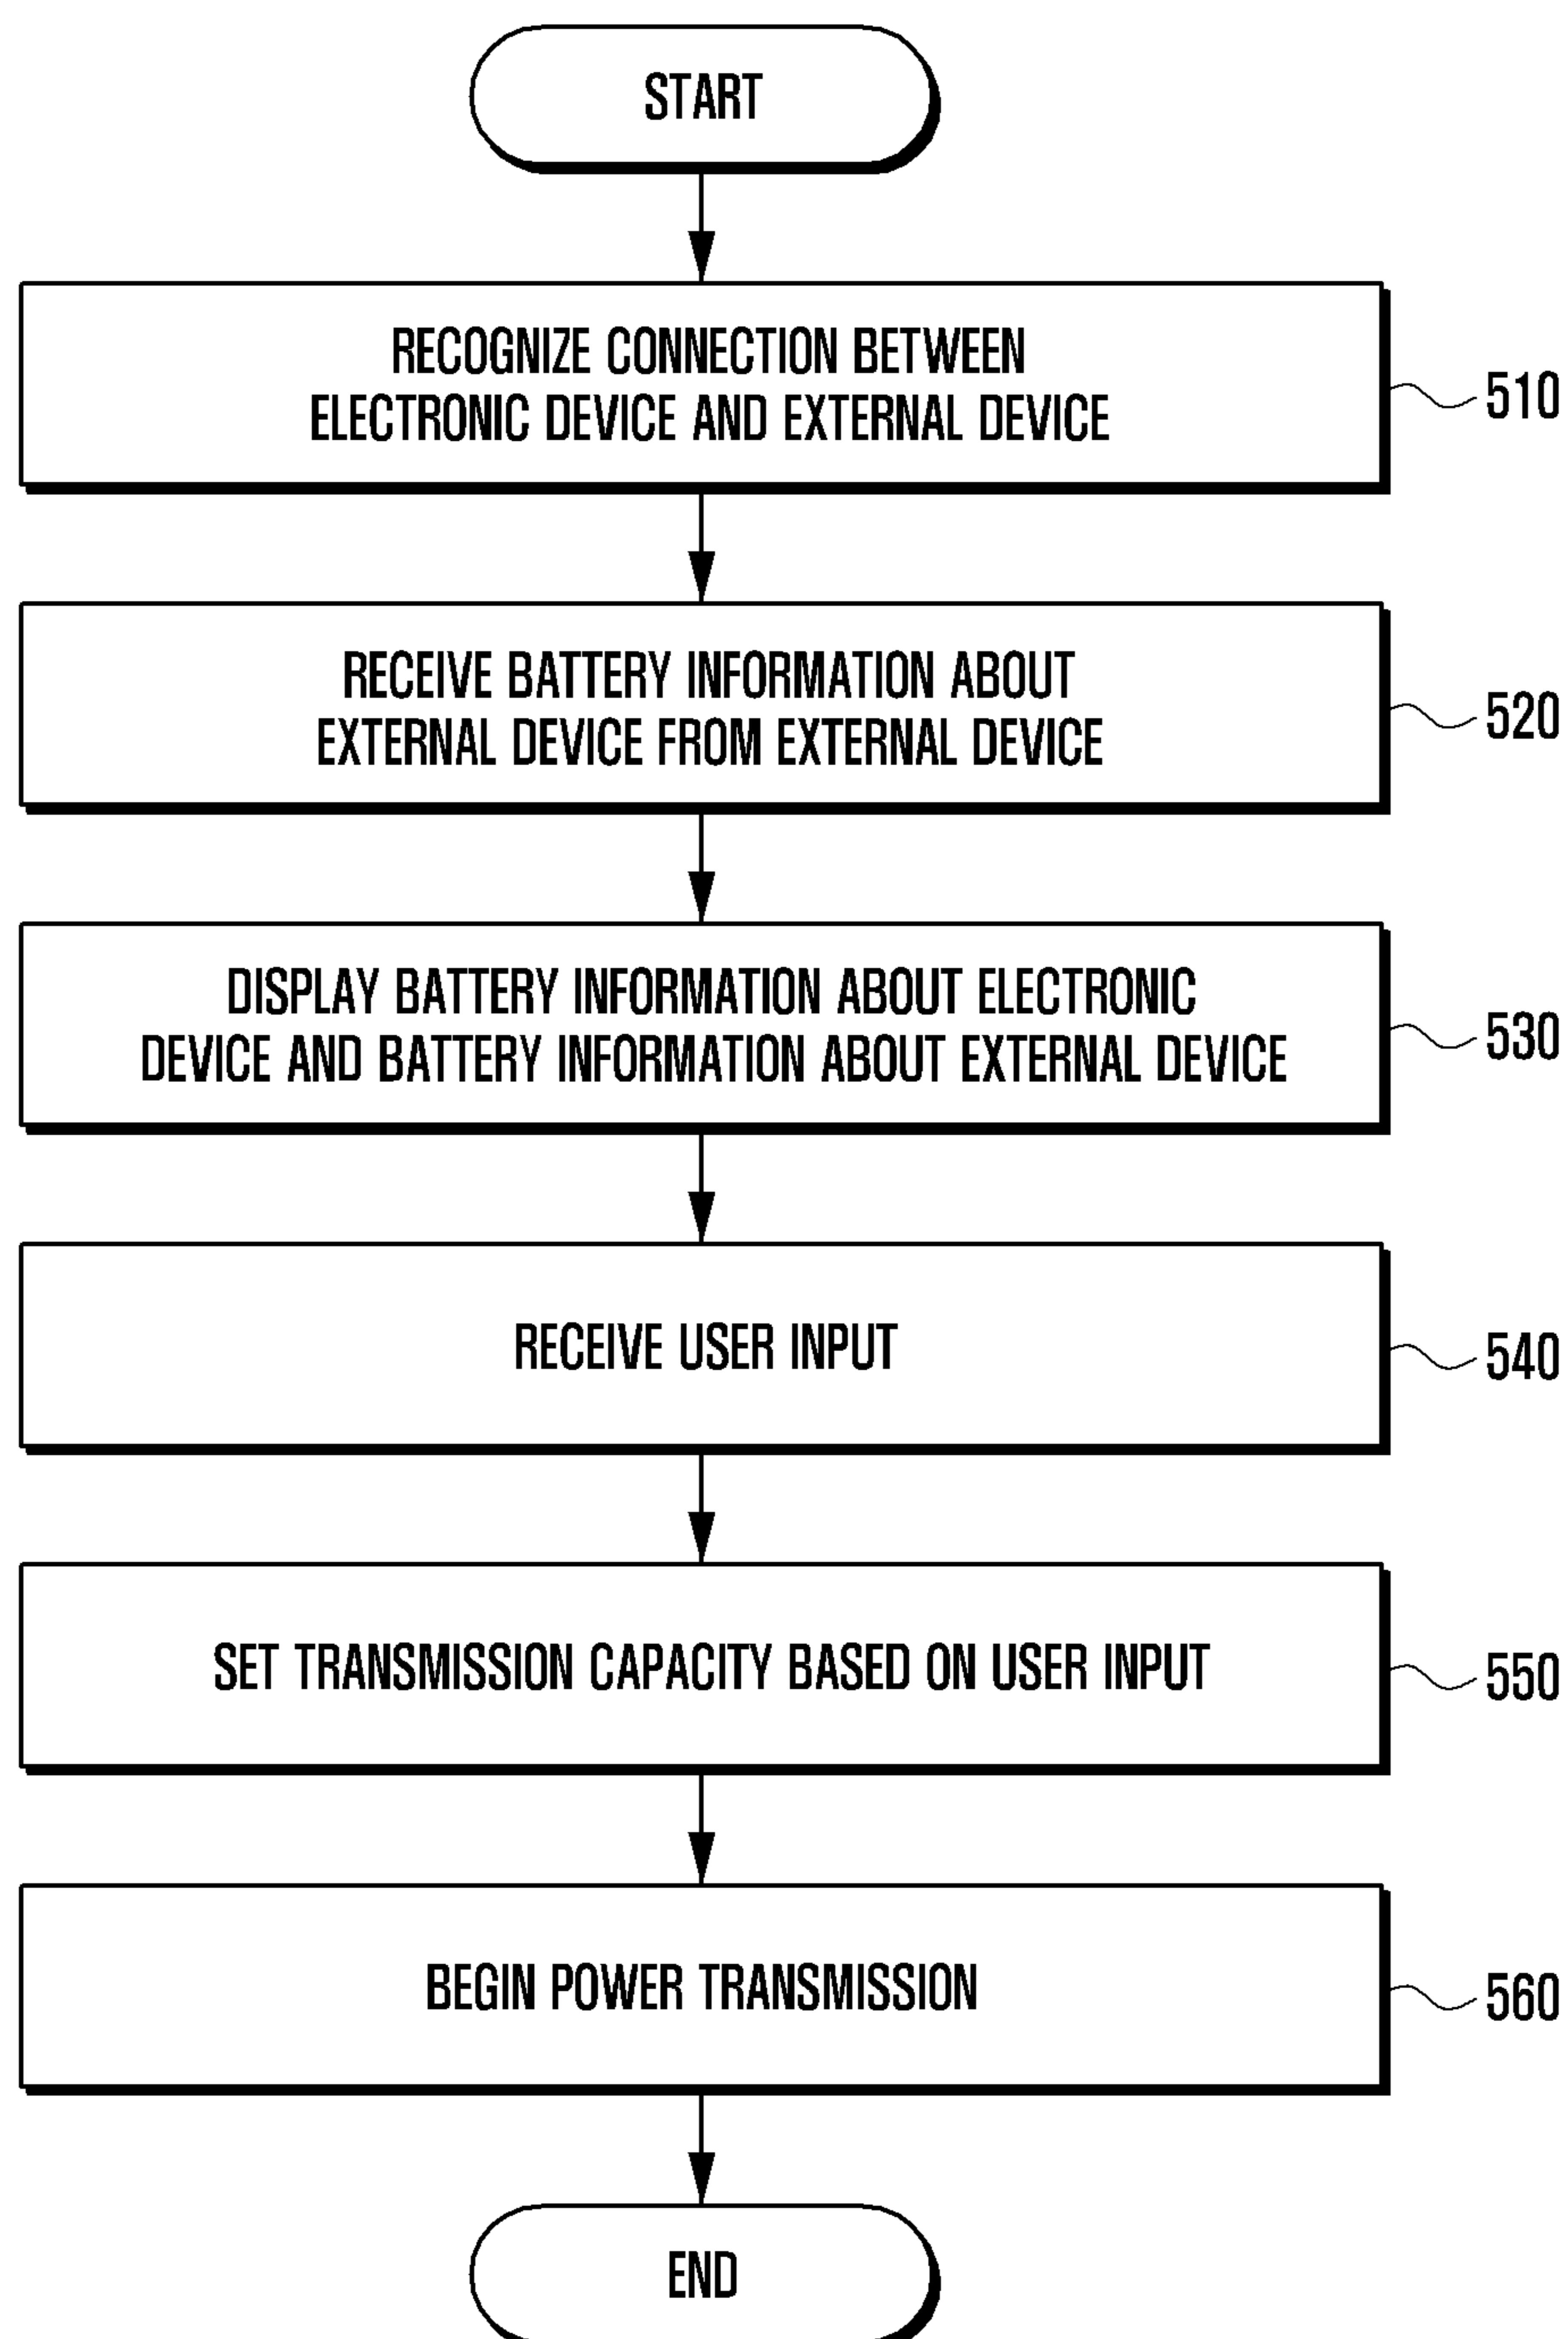 START
RECOGNIZE CONNECTION BETWEEN
ELECTRONIC DEVICE AND EXTERNAL DEVICE
510
RECEIVE BATTERY INFORMATION ABOUT
EXTERNAL DEVICE FROM EXTERNAL DEVICE
520
DISPLAY BATTERY INFORMATION ABOUT ELECTRONIC
DEVICE AND BATTERY INFORMATION ABOUT EXTERNAL DEVICE
530
RECEIVE USER INPUT
540
SET TRANSMISSION CAPACITY BASED ON USER INPUT
550
BEGIN POWER TRANSMISSION
560
END